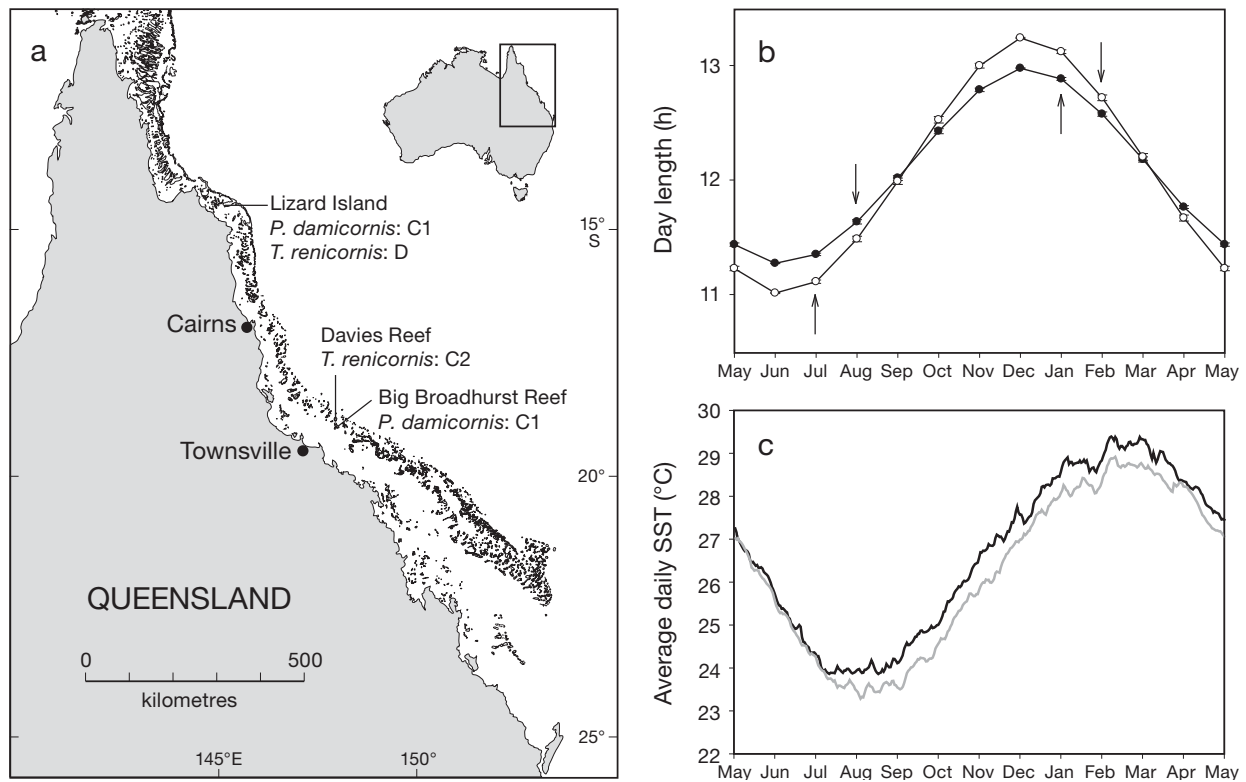 a
Lizard Island
P. damicornis: C1
T. renicornis: D
15°
S
Cairns
Davies Reef
T. renicornis: C2
Big Broadhurst Reef
P. damicornis: C1
Townsville
20°
QUEENSLAND
0 500
kilometres
25°
145°E 150°
b
Day length (h)
13
12
11
May Jun Jul Aug Sep Oct Nov Dec Jan Feb Mar Apr May
c
Average daily SST (°C)
30
29
28
27
26
25
24
23
22
May Jun Jul Aug Sep Oct Nov Dec Jan Feb Mar Apr May